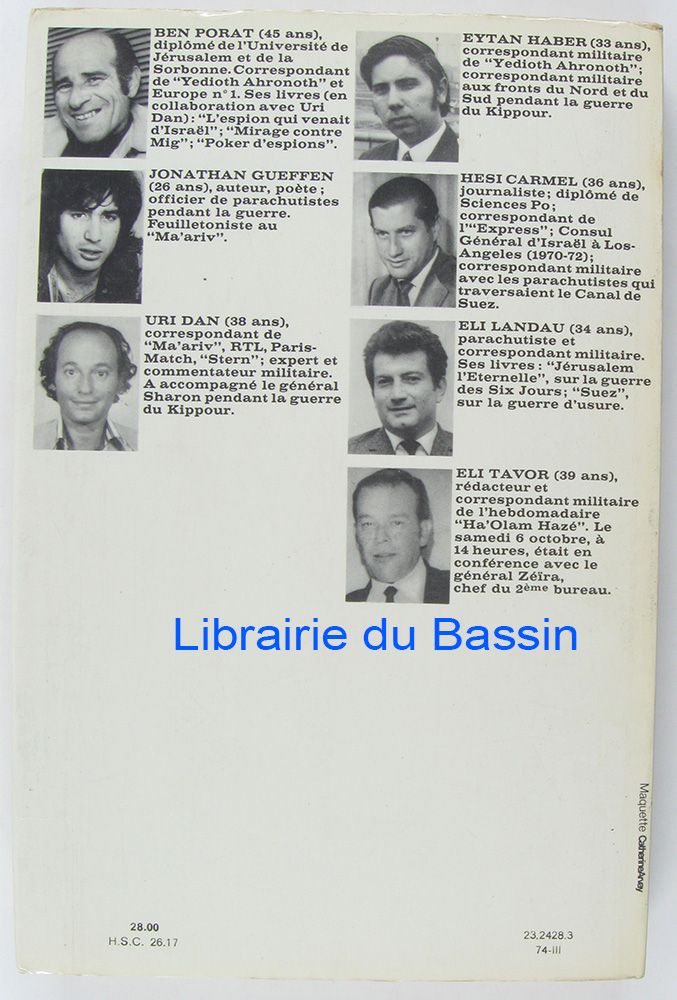 BEN PORAT (45 ans),
diplômé de l'Université de
Jérusalem et de la
Sorbonne. Correspondant
de "Yedioth Ahronoth" et
Europe n° 1. Ses livres (en
collaboration avec Uri
Dan): "L'espion qui venait
d'Israël"; "Mirage contre
Mig"; "Poker d'espions".
JONATHAN GUEFFEN
(26 ans), auteur, poète;
officier de parachutistes
pendant la guerre.
Feuilletoniste au
"Ma'ariv".
URI DAN (38 ans),
correspondant de
"Ma'ariv", RTL, Paris-
Match, "Stern"; expert et
commentateur militaire.
A accompagné le général
Sharon pendant la guerre
du Kippour.
EYTAN HABER (33 ans),
correspondant militaire
de "Yedioth Ahronoth";
correspondant militaire
aux fronts du Nord et du
Sud pendant la guerre
du Kippour.
HESI CARMEL (36 ans),
journaliste; diplômé de
Sciences Po;
correspondant de
l'"Express"; Consul
Général d'Israël à Los-
Angeles (1970-72);
correspondant militaire
avec les parachutistes qui
traversaient le Canal de
Suez.
ELI LANDAU (34 ans),
parachutiste et
correspondant militaire.
Ses livres: "Jérusalem
l'Eternelle", sur la guerre
des Six Jours; "Suez",
sur la guerre d'usure.
ELI TAVOR (39 ans),
rédacteur et
correspondant militaire
de l'hebdomadaire
"Ha'Olam Hazé". Le
samedi 6 octobre, à
14 heures, était en
conférence avec le
général Zéïra,
chef du 2ème bureau.
Librairie du Bassin
Maquette Catherine Arvay
28.00
H.S.C. 26.17
23.2428.3
74-III